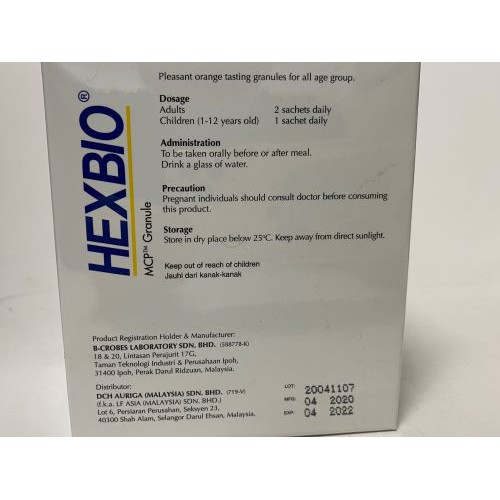 HEXBIO®
MCP™ Granule
Pleasant orange tasting granules for all age group.
Dosage
Adults 2 sachets daily
Children (1-12 years old) 1 sachet daily
Administration
To be taken orally before or after meal.
Drink a glass of water.
Precaution
Pregnant individuals should consult doctor before consuming
this product.
Storage
Store in dry place below 25°C. Keep away from direct sunlight.
Keep out of reach of children
Jauhi dari kanak-kanak
Product Registration Holder & Manufacturer:
B-CROBES LABORATORY SDN. BHD. (588778-K)
18 & 20, Lintasan Perajurit 17G,
Taman Teknologi Industri & Perusahaan Ipoh,
31400 Ipoh, Perak Darul Ridzuan, Malaysia.
Distributor:
DCH AURIGA (MALAYSIA) SDN. BHD. (719-V)
(f.k.a. LF ASIA (MALAYSIA) SDN. BHD.)
Lot 6, Persiaran Perusahan, Seksyen 23,
40300 Shah Alam, Selangor Darul Ehsan, Malaysia.
LOT: 20041107
MFG: 04 2020
EXP: 04 2022